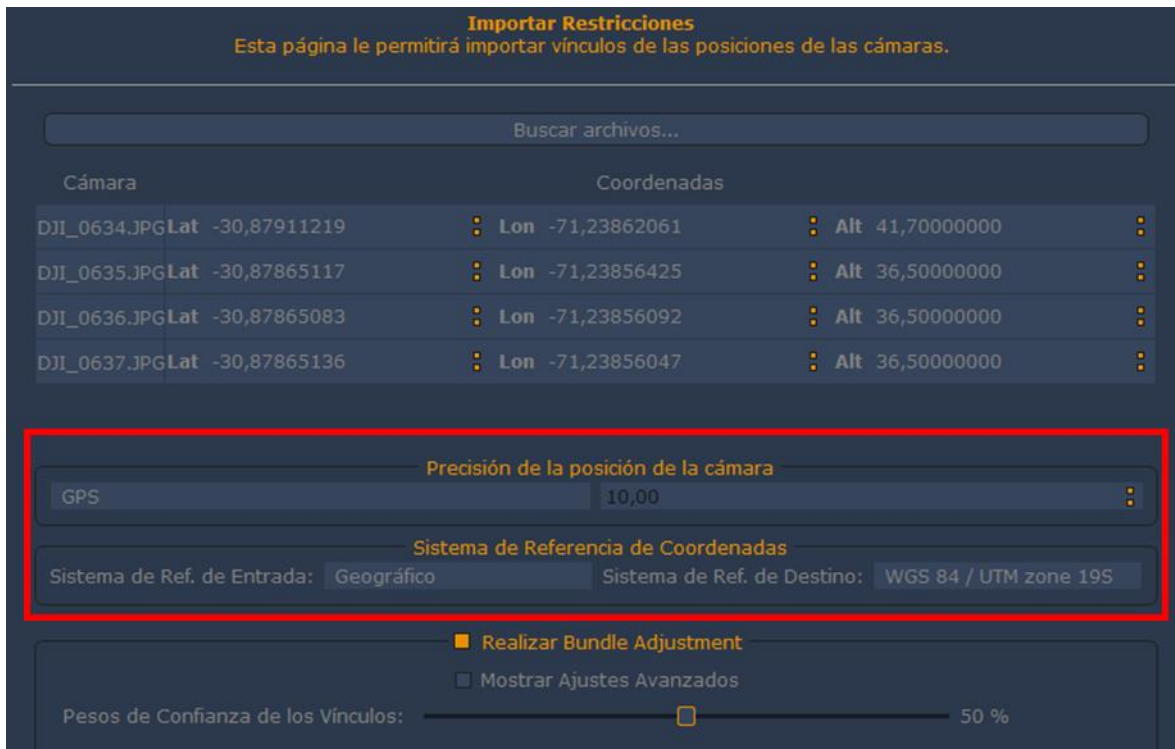 Importar Restricciones
Esta página le permitirá importar vínculos de las posiciones de las cámaras.
Buscar archivos...
Cámara Coordenadas
DJI_0634.JPG Lat -30,87911219 Lon -71,23862061 Alt 41,70000000
DJI_0635.JPG Lat -30,87865117 Lon -71,23856425 Alt 36,50000000
DJI_0636.JPG Lat -30,87865083 Lon -71,23856092 Alt 36,50000000
DJI_0637.JPG Lat -30,87865136 Lon -71,23856047 Alt 36,50000000
Precisión de la posición de la cámara
GPS 10,00
Sistema de Referencia de Coordenadas
Sistema de Ref. de Entrada: Geográfico Sistema de Ref. de Destino: WGS 84 / UTM zone 19S
Realizar Bundle Adjustment
Mostrar Ajustes Avanzados
Pesos de Confianza de los Vínculos: 50 %